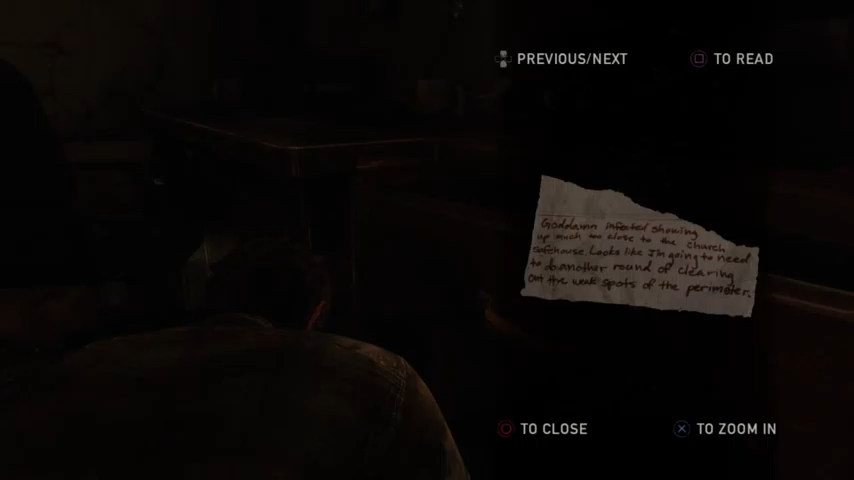 PREVIOUS/NEXT
TO READ
Goddamn infected showing
up much too close to the church
safehouse. Looks like I'm going to need
to do another round of clearing
out the weak spots of the perimeter.
TO CLOSE
TO ZOOM IN